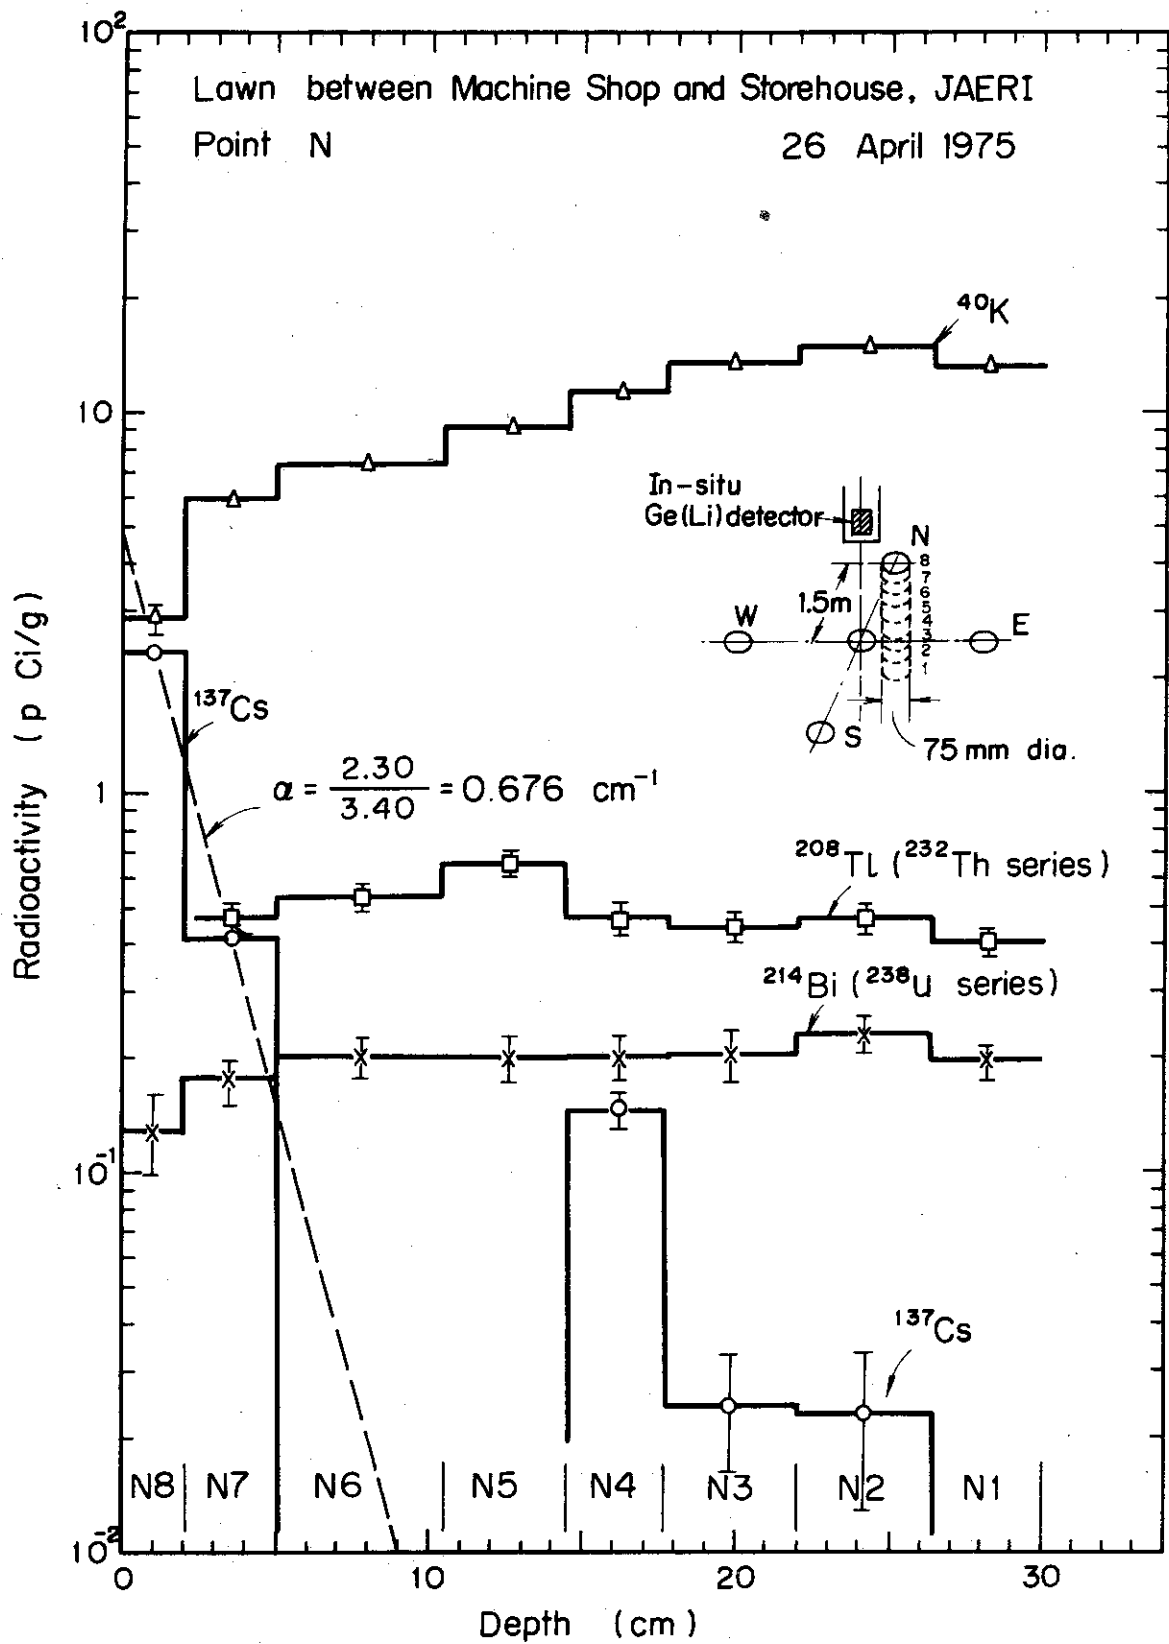 Lawn between Machine Shop and Storehouse, JAERI
Point N 26 April 1975
10²
10
1
10⁻¹
10⁻²
Radioactivity (pCi/g)
⁴⁰K
In-situ
Ge(Li)detector
N
8
7
6
5
4
3
2
1
1.5m
W
E
S
75mm dia.
¹³⁷Cs
α = 2.30/3.40 = 0.676 cm⁻¹
²⁰⁸Tl (²³²Th series)
²¹⁴Bi (²³⁸u series)
¹³⁷Cs
N8 N7 N6 N5 N4 N3 N2 N1
0 10 20 30
Depth (cm)